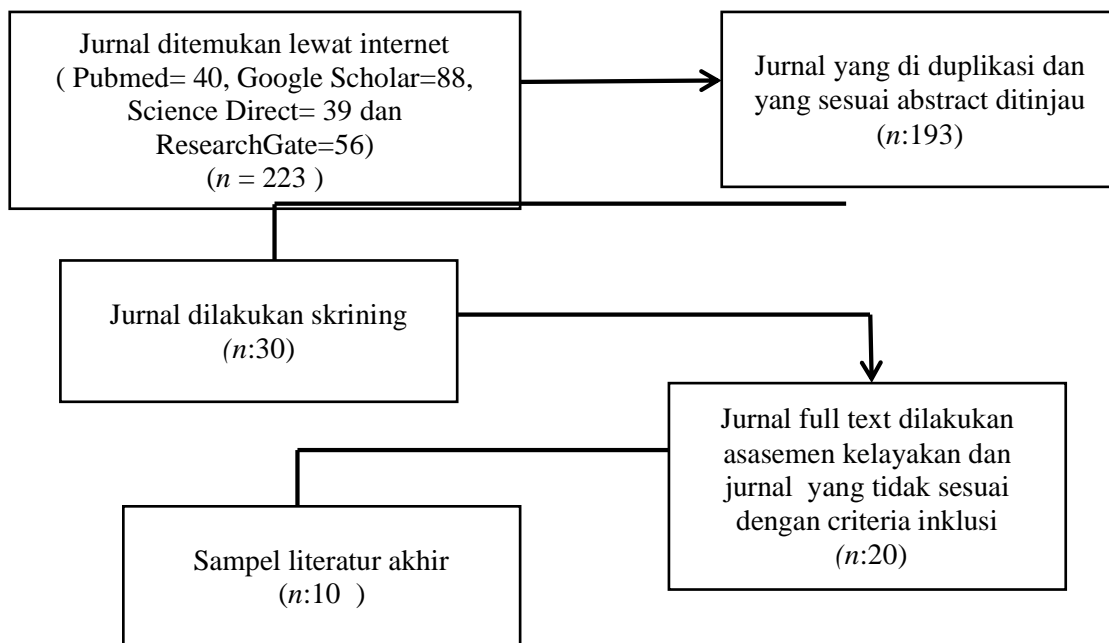 Jurnal ditemukan lewat internet
( Pubmed= 40, Google Scholar=88,
Science Direct= 39 dan
ResearchGate=56)
(n = 223 )
Jurnal yang di duplikasi dan
yang sesuai abstract ditinjau
(n:193)
Jurnal dilakukan skrining
(n:30)
Jurnal full text dilakukan
asasemen kelayakan dan
jurnal yang tidak sesuai
dengan criteria inklusi
(n:20)
Sampel literatur akhir
(n:10 )